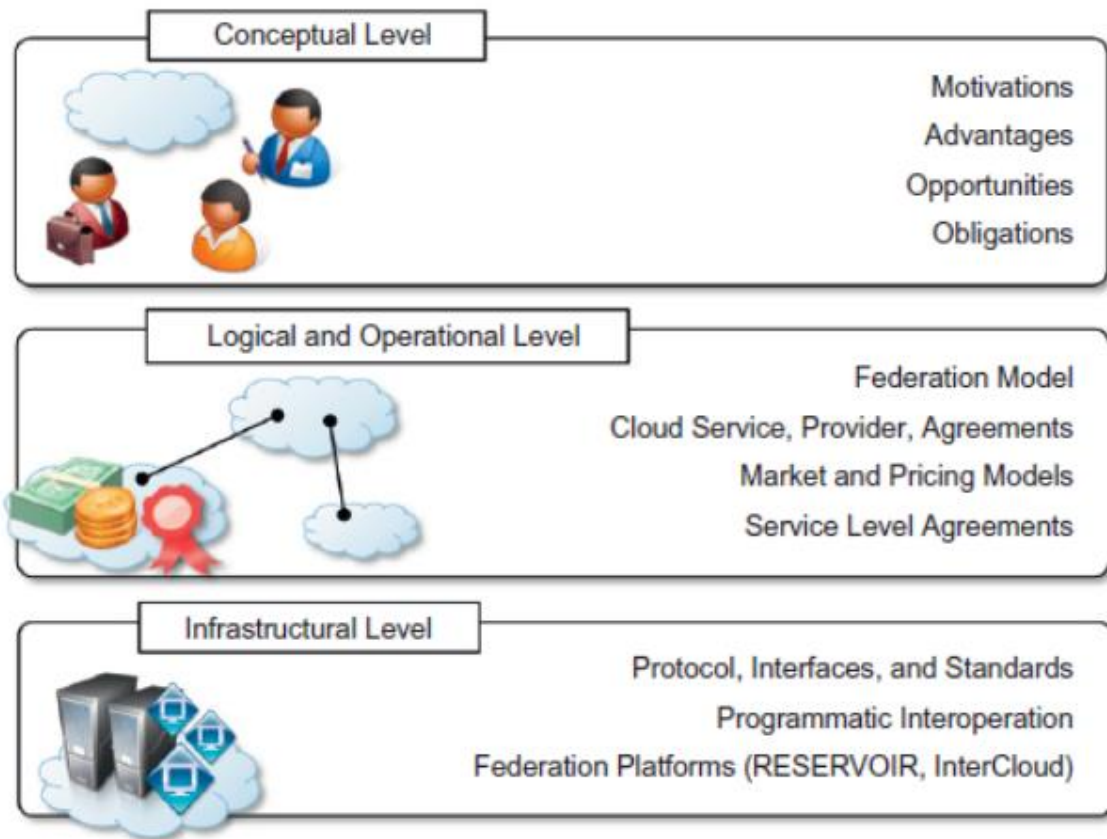 Conceptual Level
Motivations
Advantages
Opportunities
Obligations
Logical and Operational Level
Federation Model
Cloud Service, Provider, Agreements
Market and Pricing Models
Service Level Agreements
Infrastructural Level
Protocol, Interfaces, and Standards
Programmatic Interoperation
Federation Platforms (RESERVOIR, InterCloud)